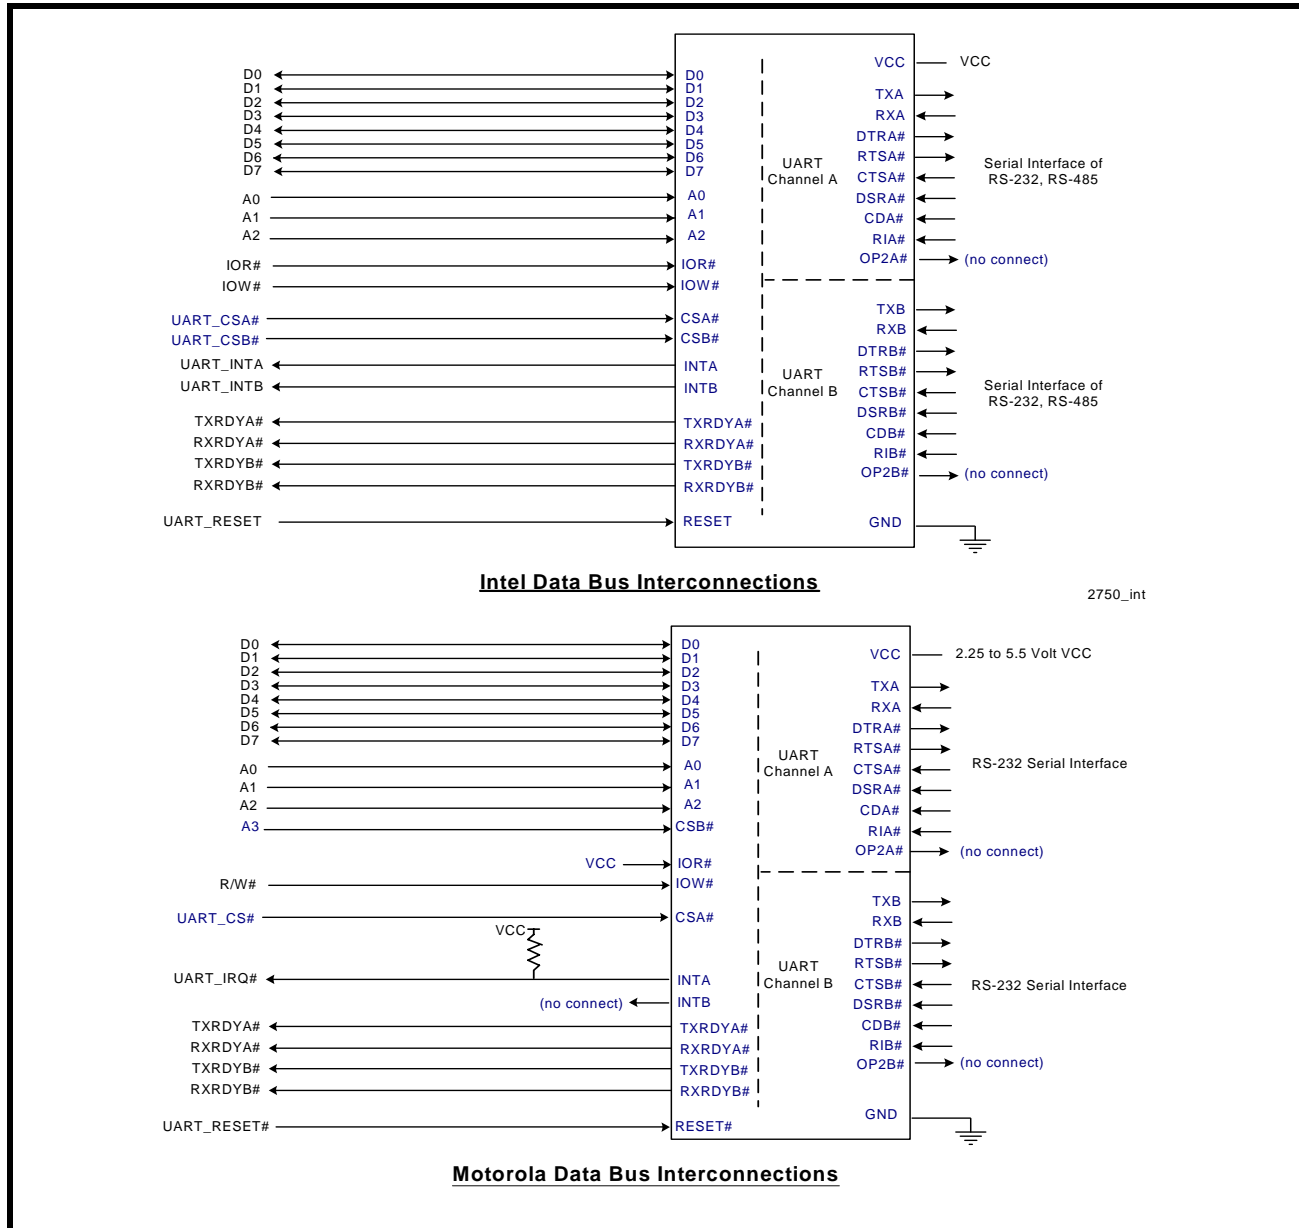 VCC VCC
D0 D0
D1 D1
D2 D2
D3 D3
D4 D4
D5 D5
D6 D6
D7 D7
A0 A0
A1 A1
A2 A2
IOR# IOR#
IOW# IOW#
UART_CSA# CSA#
UART_CSB# CSB#
UART_INTA INTA
UART_INTB INTB
TXRDYA# TXRDYA#
RXRDYA# RXRDYA#
TXRDYB# TXRDYB#
RXRDYB# RXRDYB#
UART_RESET RESET
UART
Channel A
UART
Channel B
TXA
RXA
DTRA#
RTSA#
CTSA#
DSRA#
CDA#
RIA#
OP2A# (no connect)
Serial Interface of
RS-232, RS-485
TXB
RXB
DTRB#
RTSB#
CTSB#
DSRB#
CDB#
RIB#
OP2B# (no connect)
Serial Interface of
RS-232, RS-485
GND
Intel Data Bus Interconnections
2750_int
VCC 2.25 to 5.5 Volt VCC
D0 D0
D1 D1
D2 D2
D3 D3
D4 D4
D5 D5
D6 D6
D7 D7
A0 A0
A1 A1
A2 A2
A3 CSB#
VCC IOR#
R/W# IOW#
UART_CS# CSA#
VCC
UART_IRQ# INTA
(no connect) INTB
TXRDYA# TXRDYA#
RXRDYA# RXRDYA#
TXRDYB# TXRDYB#
RXRDYB# RXRDYB#
UART_RESET# RESET#
UART
Channel A
UART
Channel B
TXA
RXA
DTRA#
RTSA#
CTSA#
DSRA#
CDA#
RIA#
OP2A# (no connect)
RS-232 Serial Interface
TXB
RXB
DTRB#
RTSB#
CTSB#
DSRB#
CDB#
RIB#
OP2B# (no connect)
RS-232 Serial Interface
GND
Motorola Data Bus Interconnections